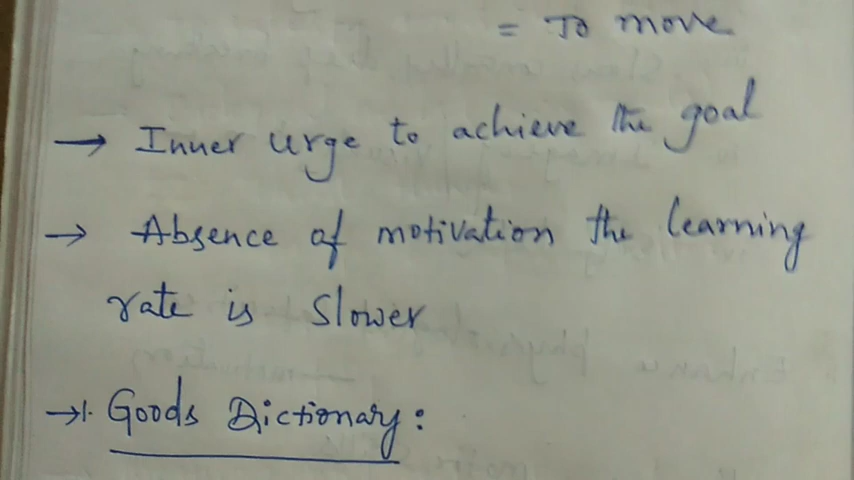 = To move
→ Inner urge to achieve the goal
→ Absence of motivation the learning
rate is slower
→1. Goods Dictionary: